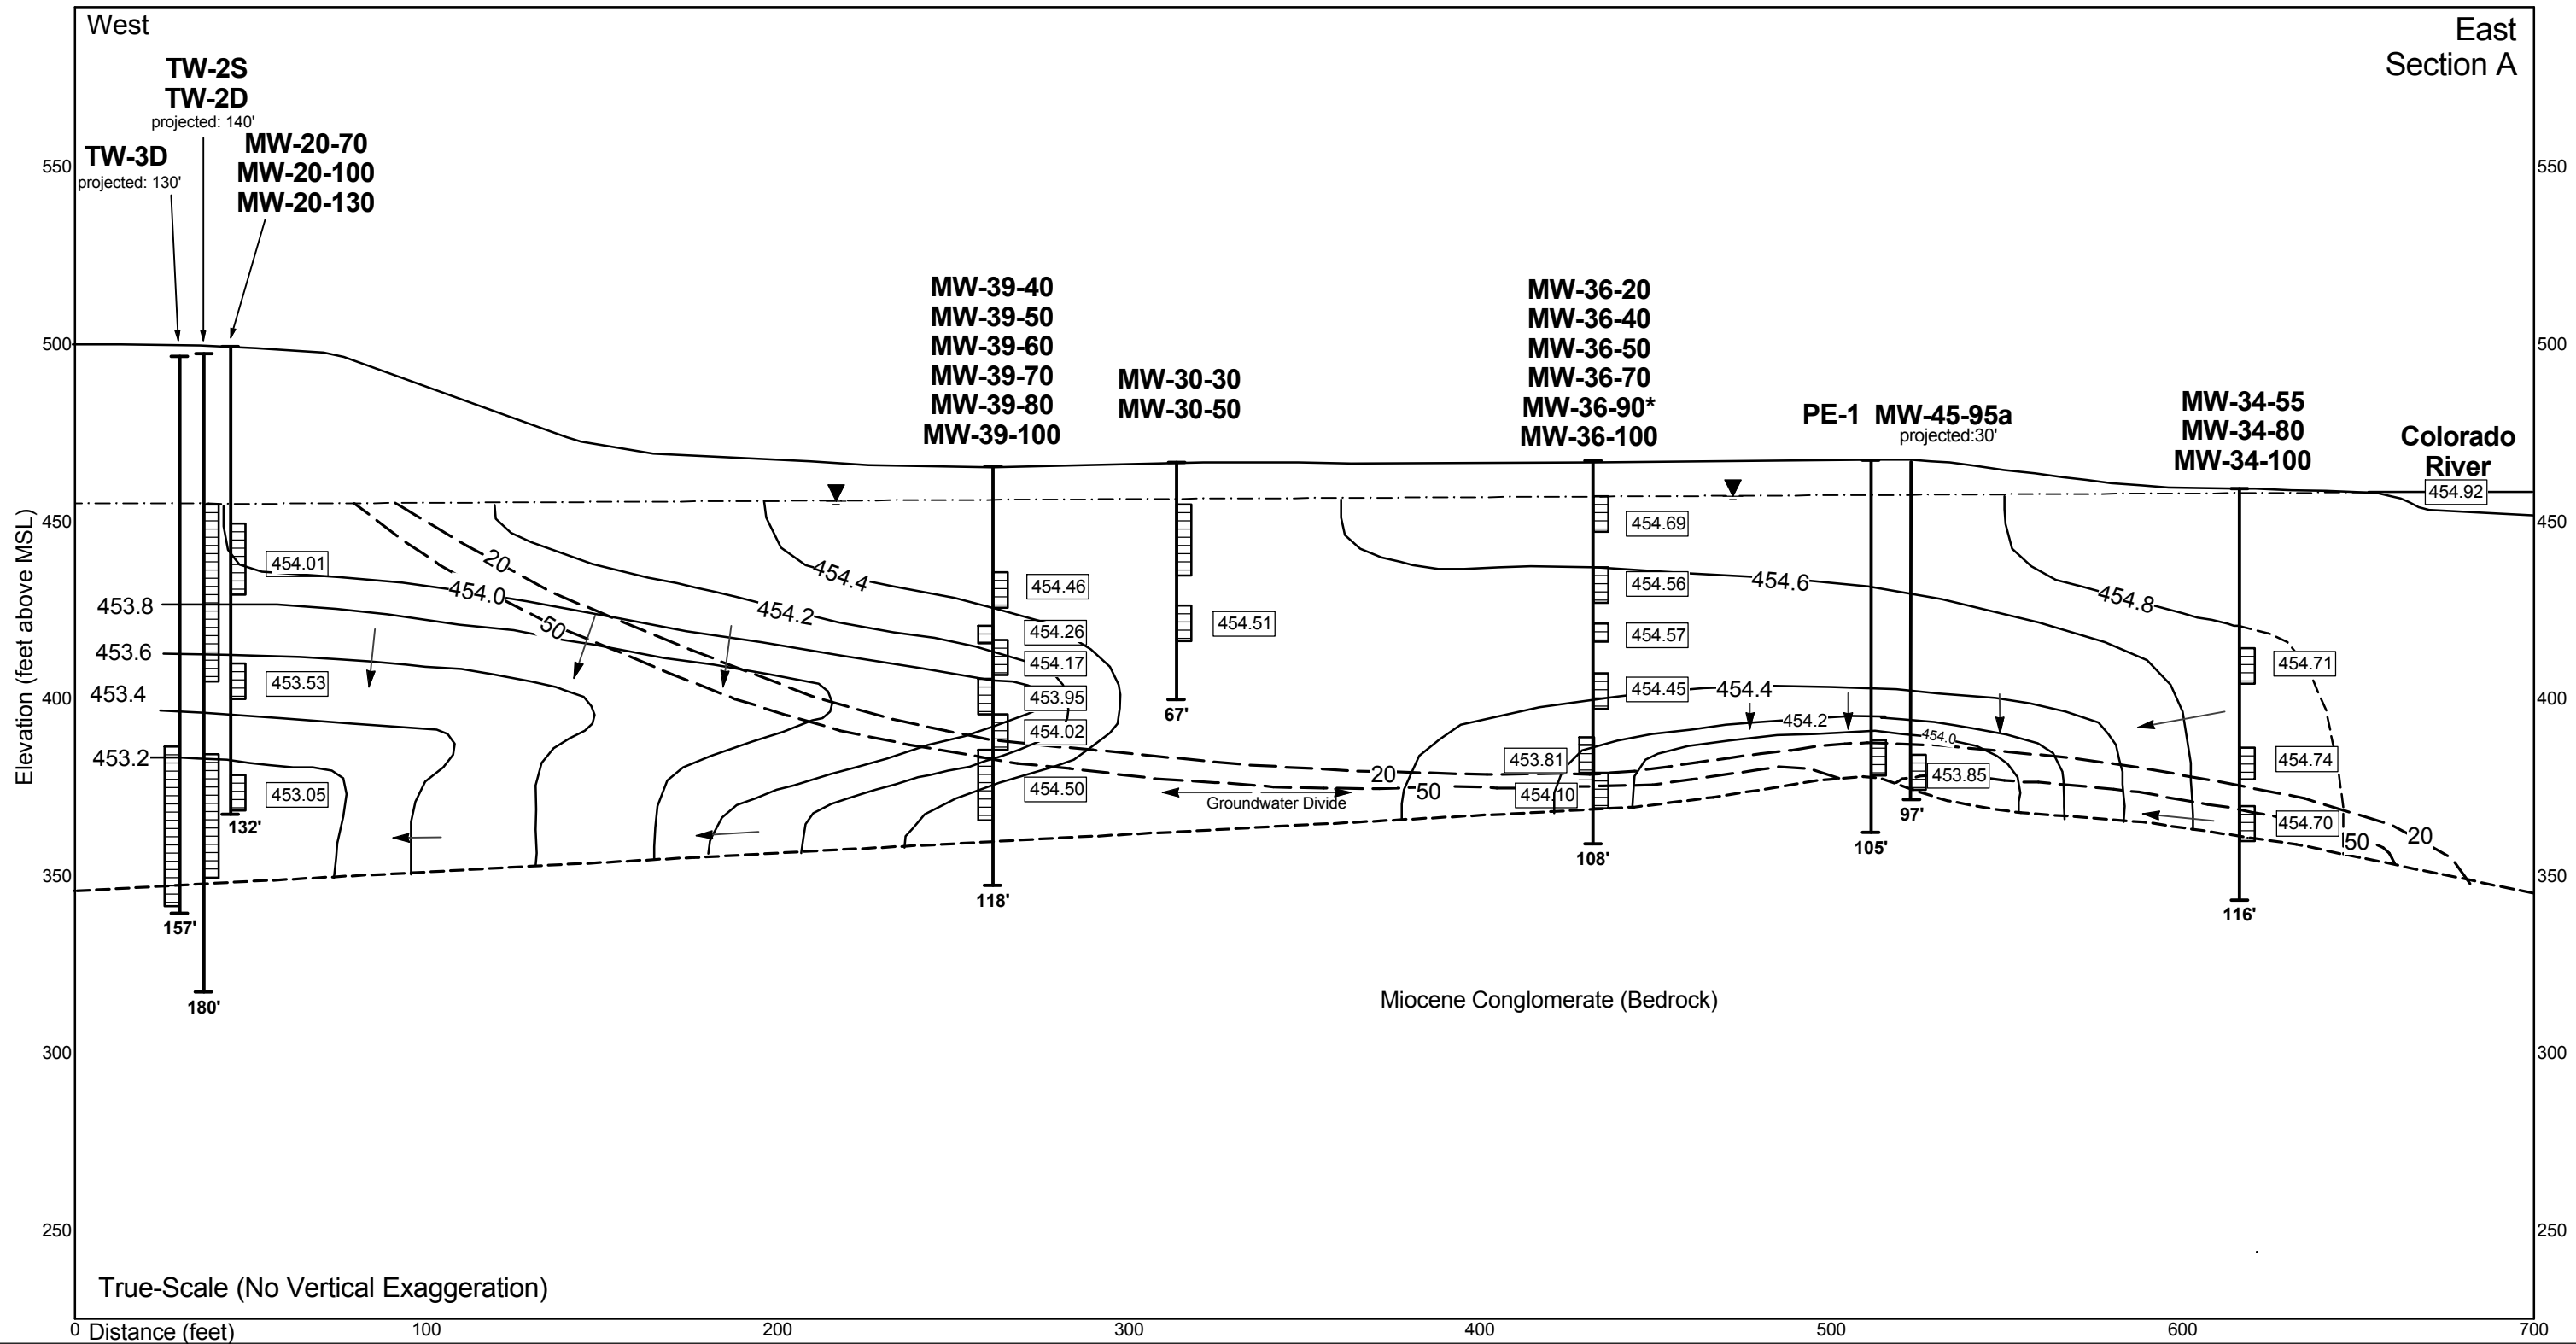 West
East
Section A
TW-2S
TW-2D
projected: 140'
TW-3D
projected: 130'
MW-20-70
MW-20-100
MW-20-130
MW-39-40
MW-39-50
MW-39-60
MW-39-70
MW-39-80
MW-39-100
MW-30-30
MW-30-50
MW-36-20
MW-36-40
MW-36-50
MW-36-70
MW-36-90*
MW-36-100
PE-1
MW-45-95a
projected:30'
MW-34-55
MW-34-80
MW-34-100
Colorado
River
454.92
Elevation (feet above MSL)
550
500
450
400
350
300
250
550
500
450
400
350
300
250
453.8
453.6
453.4
453.2
454.01
453.53
453.05
20
50
454.0
454.2
454.4
454.46
454.26
454.17
453.95
454.02
454.50
454.51
454.69
454.56
454.57
454.45
453.81
454.10
454.6
454.4
454.2
454.0
453.85
454.8
454.71
454.74
454.70
20
50
Groundwater Divide
50
20
157'
180'
132'
118'
67'
108'
105'
97'
116'
Miocene Conglomerate (Bedrock)
True-Scale (No Vertical Exaggeration)
0
Distance (feet)
100
200
300
400
500
600
700